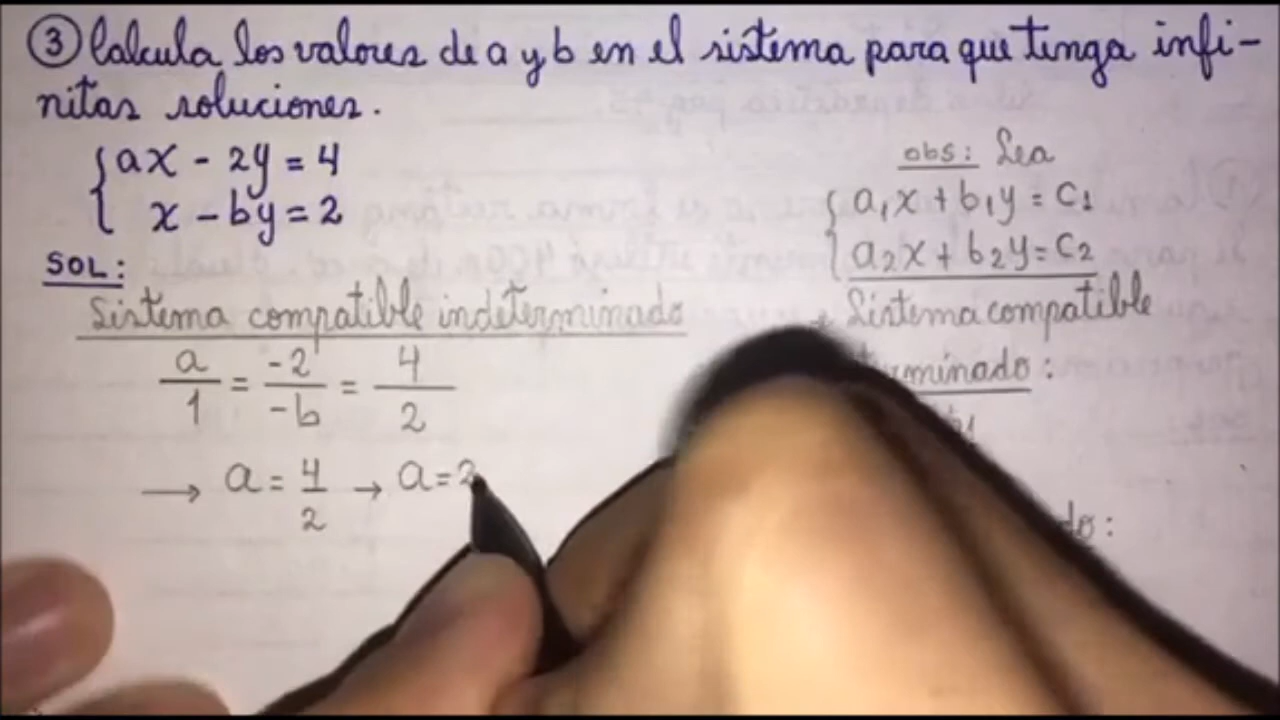 ③ Calcula los valores de a y b en el sistema para que tenga infi-
nitas soluciones.
ax - 2y = 4
x - by = 2
SOL:
Sistema compatible indeterminado
a/1 = -2/-b = 4/2
→ a = 4/2 → a = 2
obs: Sea
a₁x + b₁y = c₁
a₂x + b₂y = c₂
Sistema compatible
terminado:
do: